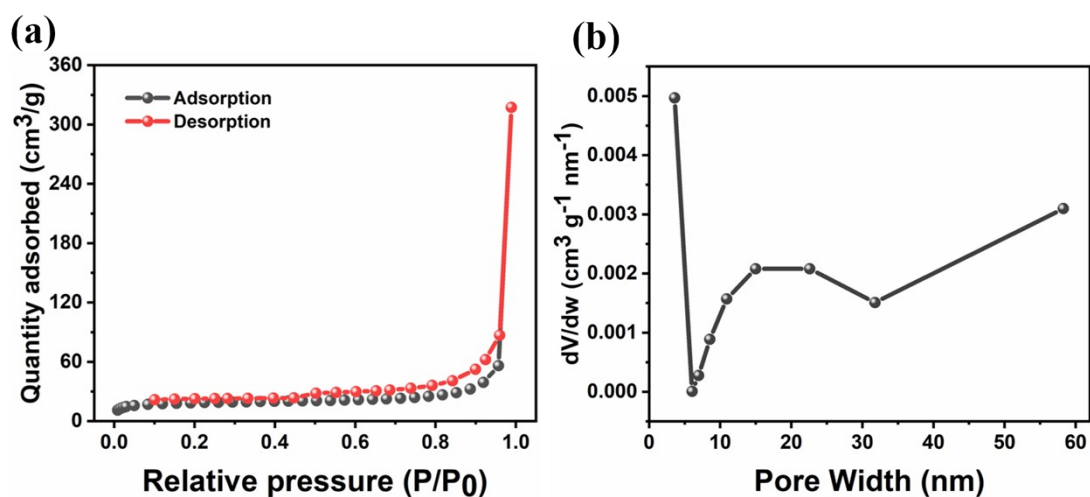 (a)
360
300
240
180
120
60
0
Quantity adsorbed (cm³/g)
Adsorption
Desorption
0.0 0.2 0.4 0.6 0.8 1.0
Relative pressure (P/P0)
(b)
0.005
0.004
0.003
0.002
0.001
0.000
dV/dw (cm³ g⁻¹ nm⁻¹)
0 10 20 30 40 50 60
Pore Width (nm)